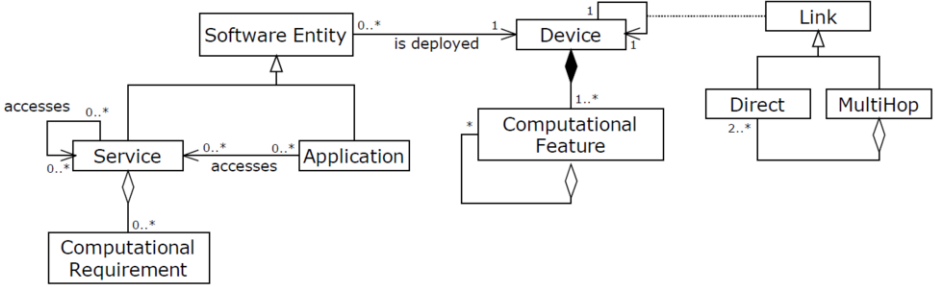 1
Link
Software Entity
0..*
1
Device
1
is deployed
Direct
MultiHop
accesses
0..*
1..*
Computational
Feature
*
2..*
Service
0..*
0..*
0..*
Application
accesses
0..*
Computational
Requirement